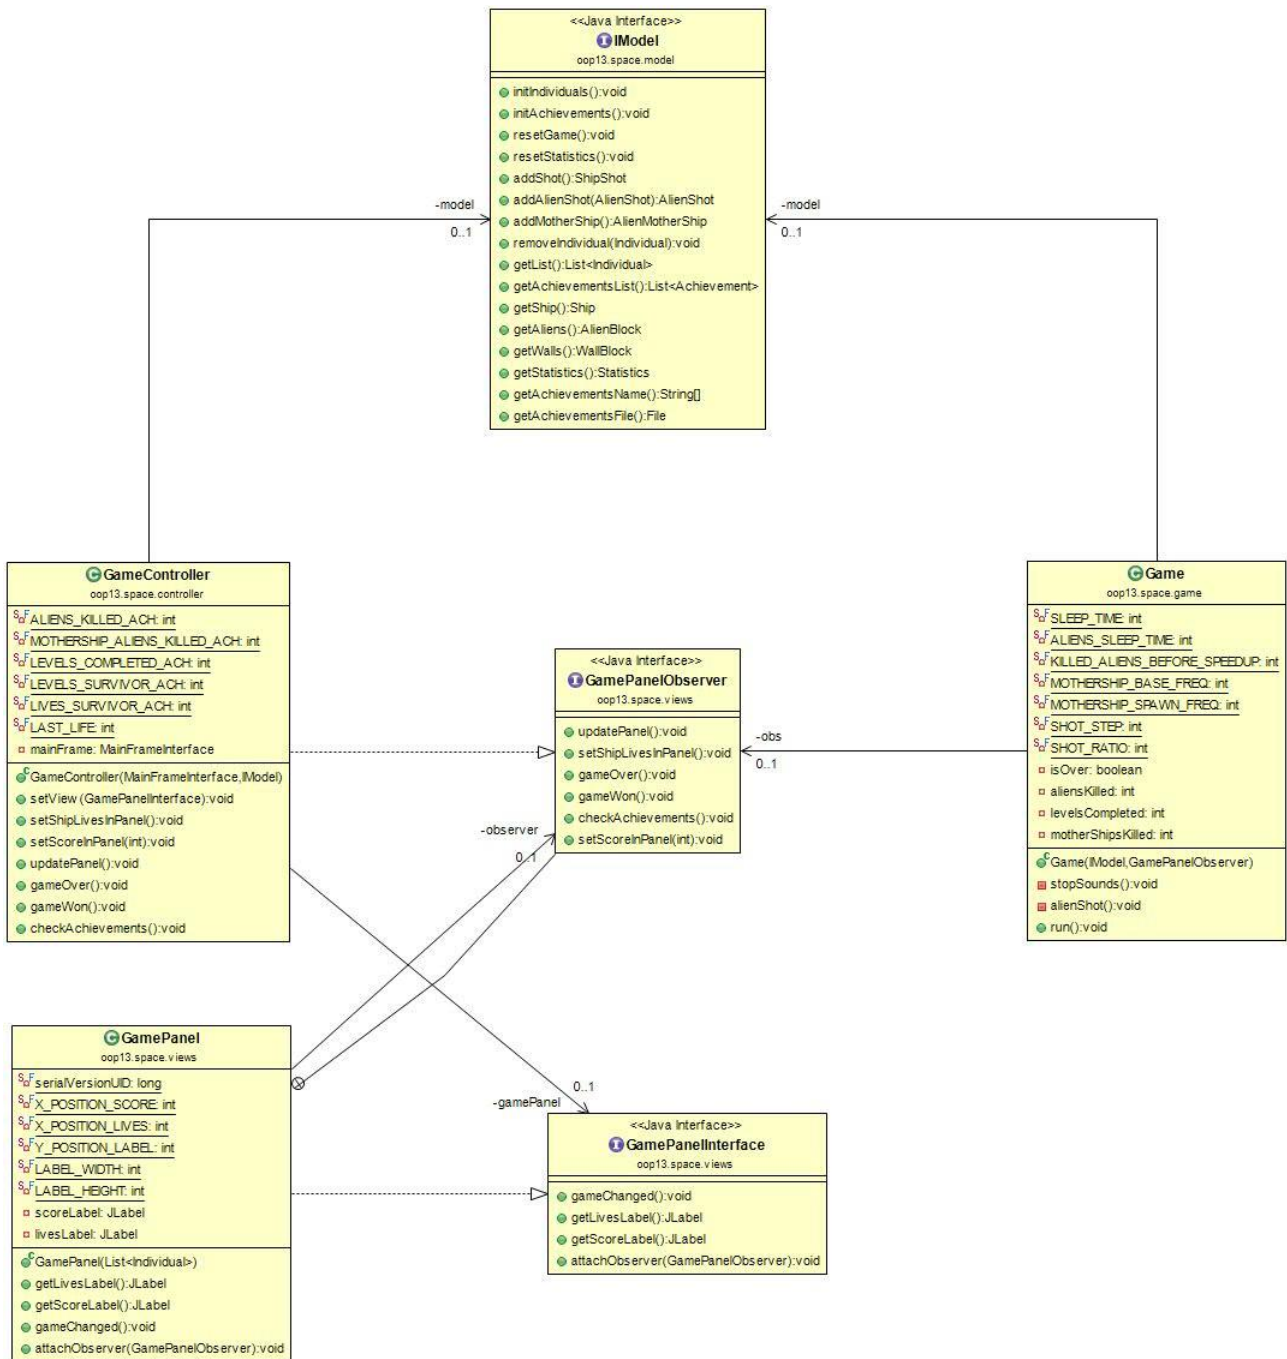 <<Java Interface>>
IModel
oop13.space.model
initIndividuals():void
initAchievements():void
resetGame():void
resetStatistics():void
addShot():ShipShot
addAlienShot(AlienShot):AlienShot
addMotherShip():AlienMotherShip
removeIndividual(Individual):void
getList():List<Individual>
getAchievementsList():List<Achievement>
getShip():Ship
getAliens():AlienBlock
getWalls():WallBlock
getStatistics():Statistics
getAchievementsName():String[]
getAchievementsFile():File
-model
0..1
-model
0..1
GameController
oop13.space.controller
ALIENS_KILLED_ACH: int
MOTHERSHIP_ALIENS_KILLED_ACH: int
LEVELS_COMPLETED_ACH: int
LEVELS_SURVIVOR_ACH: int
LIVES_SURVIVOR_ACH: int
LAST_LIFE: int
mainFrame: MainFrameInterface
GameController(MainFrameInterface,IModel)
setView(GamePanelInterface):void
setShipLivesInPanel():void
setScoreInPanel(int):void
updatePanel():void
gameOver():void
gameWon():void
checkAchievements():void
<<Java Interface>>
GamePanelObserver
oop13.space.views
updatePanel():void
setShipLivesInPanel():void
gameOver():void
gameWon():void
checkAchievements():void
setScoreInPanel(int):void
-obs
0..1
-observer
0..1
Game
oop13.space.game
SLEEP_TIME: int
ALIENS_SLEEP_TIME: int
KILLED_ALIENS_BEFORE_SPEEDUP: int
MOTHERSHIP_BASE_FREQ: int
MOTHERSHIP_SPAWN_FREQ: int
SHOT_STEP: int
SHOT_RATIO: int
isOver: boolean
aliensKilled: int
levelsCompleted: int
motherShipsKilled: int
Game(IModel,GamePanelObserver)
stopSounds():void
alienShot():void
run():void
GamePanel
oop13.space.views
serialVersionUID: long
X_POSITION_SCORE: int
X_POSITION_LIVES: int
Y_POSITION_LABEL: int
LABEL_WIDTH: int
LABEL_HEIGHT: int
scoreLabel: JLabel
livesLabel: JLabel
GamePanel(List<Individual>)
getLivesLabel():JLabel
getScoreLabel():JLabel
gameChanged():void
attachObserver(GamePanelObserver):void
0..1
-gamePanel
<<Java Interface>>
GamePanelInterface
oop13.space.views
gameChanged():void
getLivesLabel():JLabel
getScoreLabel():JLabel
attachObserver(GamePanelObserver):void